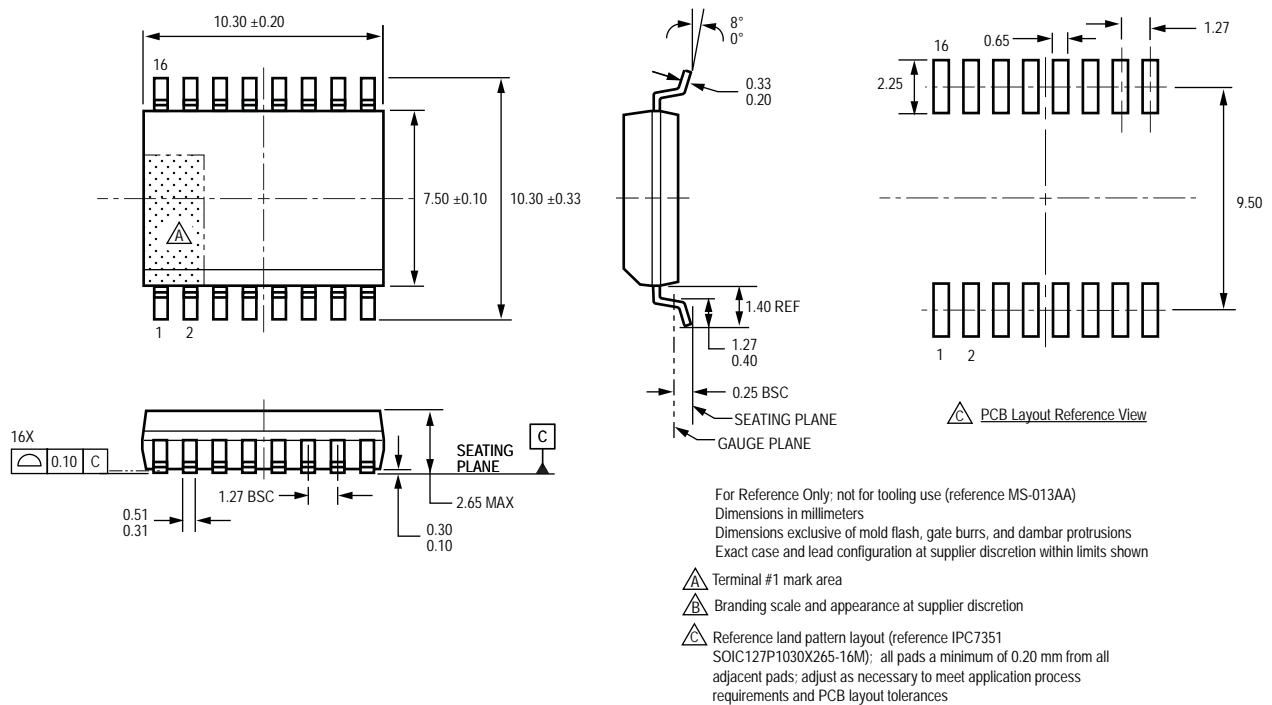 10.30 ±0.20
16
A
7.50 ±0.10
10.30 ±0.33
1 2
8°
0°
0.33
0.20
1.40 REF
1.27
0.40
0.25 BSC
SEATING PLANE
GAUGE PLANE
16
0.65
1.27
2.25
9.50
1 2
C PCB Layout Reference View
16X
0.10 C
SEATING
PLANE
C
1.27 BSC
2.65 MAX
0.51
0.31
0.30
0.10
For Reference Only; not for tooling use (reference MS-013AA)
Dimensions in millimeters
Dimensions exclusive of mold flash, gate burrs, and dambar protrusions
Exact case and lead configuration at supplier discretion within limits shown
A Terminal #1 mark area
B Branding scale and appearance at supplier discretion
C Reference land pattern layout (reference IPC7351
SOIC127P1030X265-16M); all pads a minimum of 0.20 mm from all
adjacent pads; adjust as necessary to meet application process
requirements and PCB layout tolerances